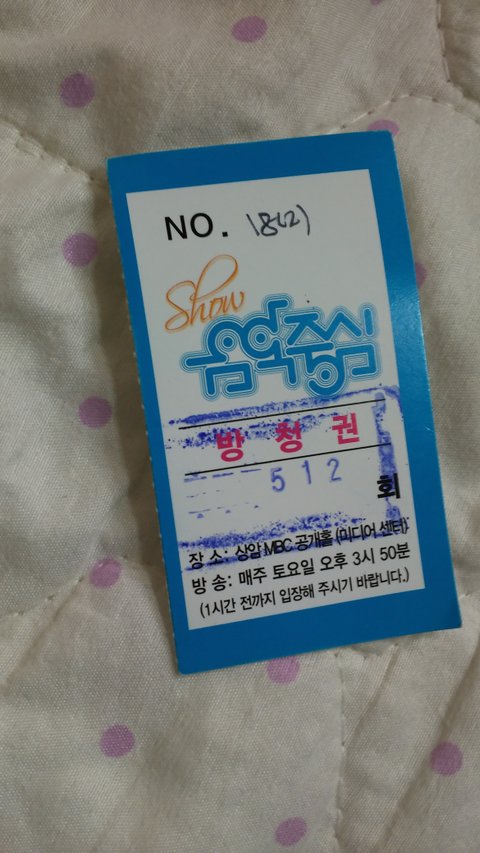 NO. 18(2)
Show
음악중심
방청권
512
회
장 소: 상암 MBC 공개홀 (미디어 센터)
방 송: 매주 토요일 오후 3시 50분
(1시간 전까지 입장해 주시기 바랍니다.)